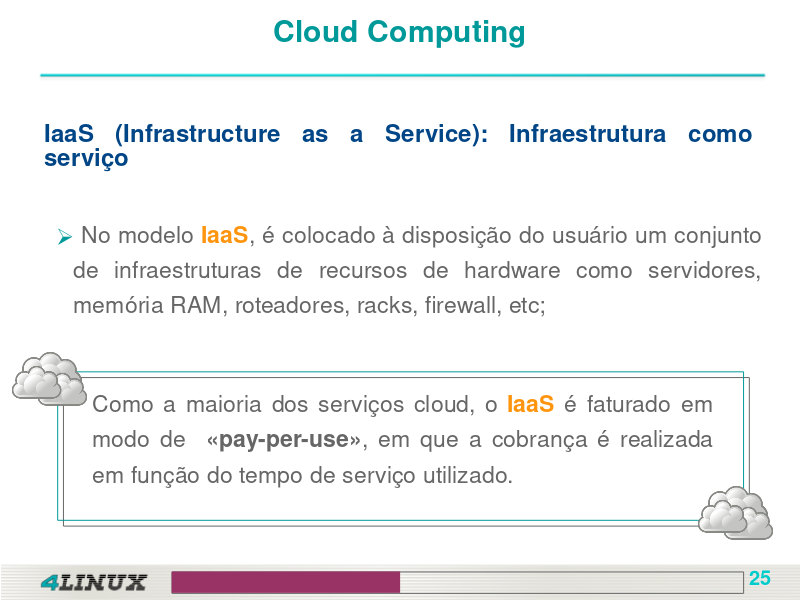 Cloud Computing
IaaS (Infrastructure as a Service): Infraestrutura como
serviço
No modelo IaaS, é colocado à disposição do usuário um conjunto
de infraestruturas de recursos de hardware como servidores,
memória RAM, roteadores, racks, firewall, etc;
Como a maioria dos serviços cloud, o IaaS é faturado em
modo de «pay-per-use», em que a cobrança é realizada
em função do tempo de serviço utilizado.
4LINUX
25